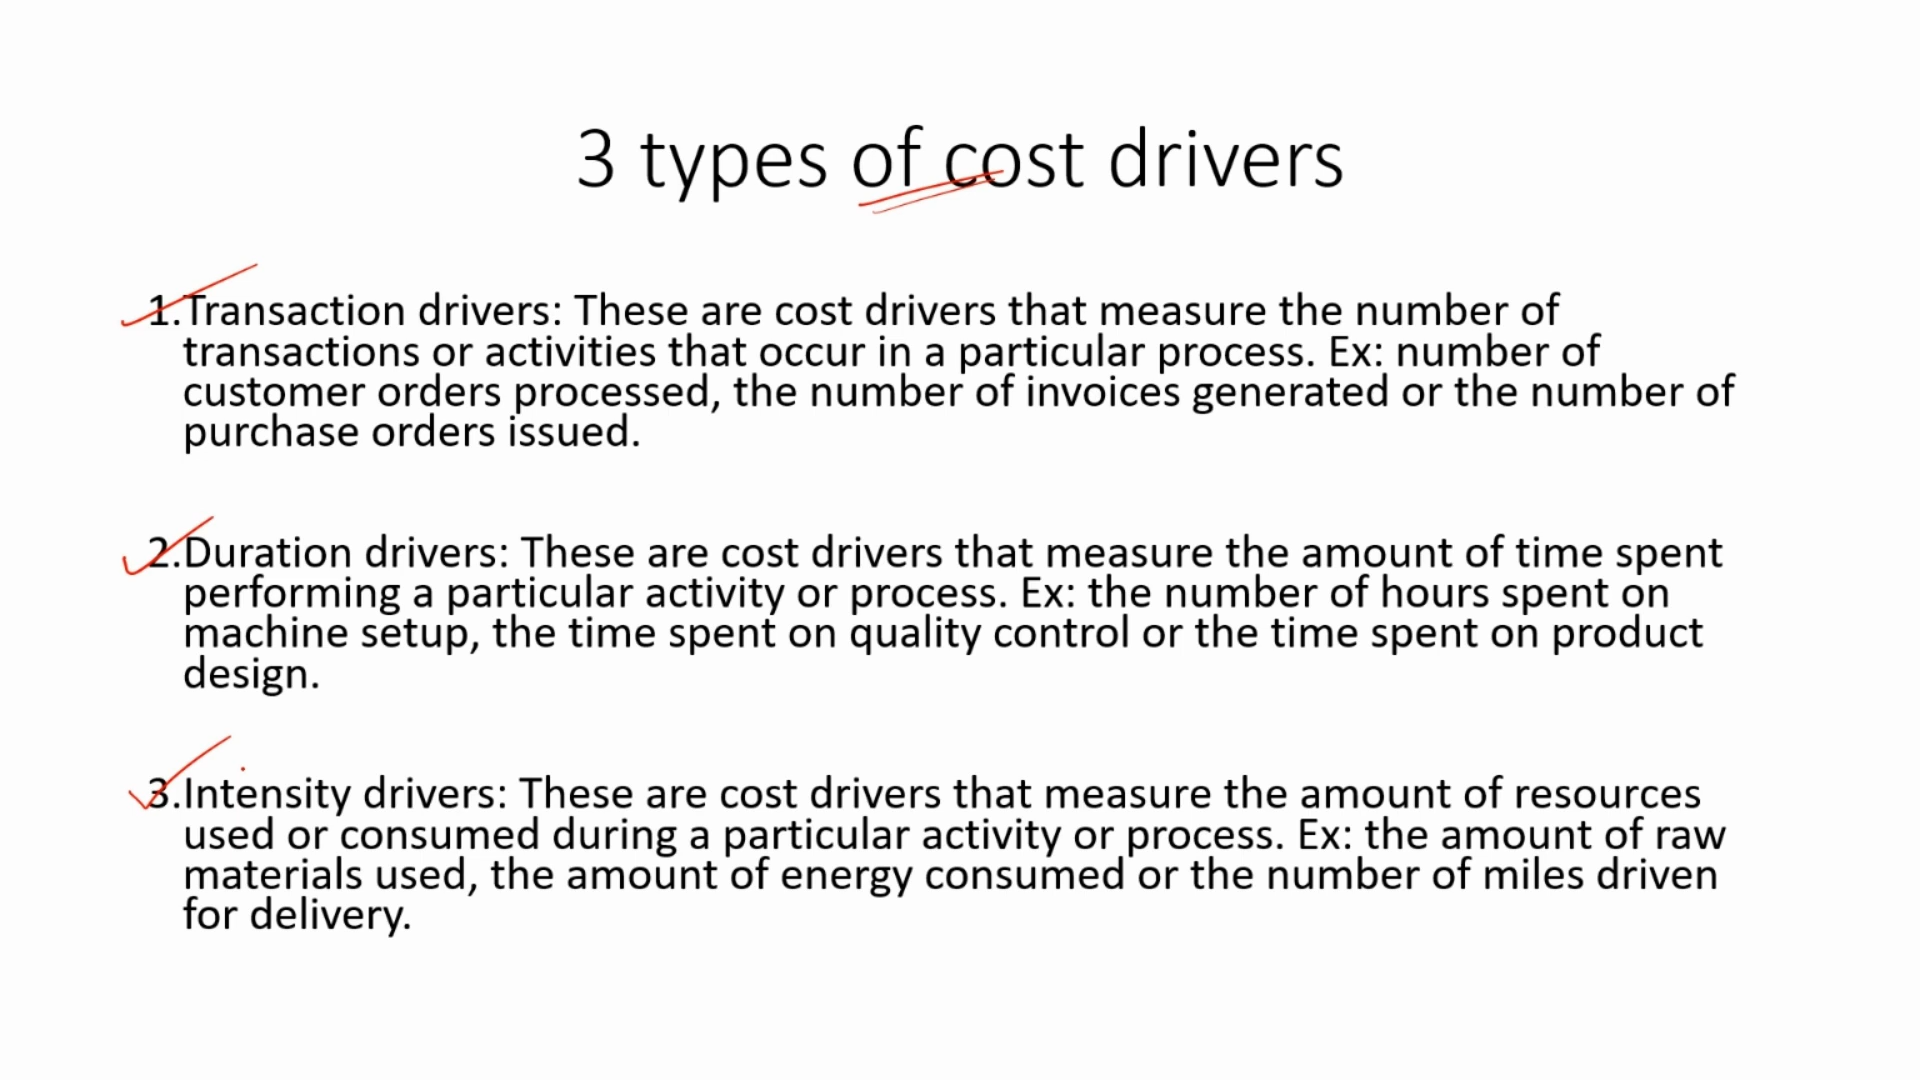 3 types of cost drivers
1.Transaction drivers: These are cost drivers that measure the number of
transactions or activities that occur in a particular process. Ex: number of
customer orders processed, the number of invoices generated or the number of
purchase orders issued.
2.Duration drivers: These are cost drivers that measure the amount of time spent
performing a particular activity or process. Ex: the number of hours spent on
machine setup, the time spent on quality control or the time spent on product
design.
3.Intensity drivers: These are cost drivers that measure the amount of resources
used or consumed during a particular activity or process. Ex: the amount of raw
materials used, the amount of energy consumed or the number of miles driven
for delivery.